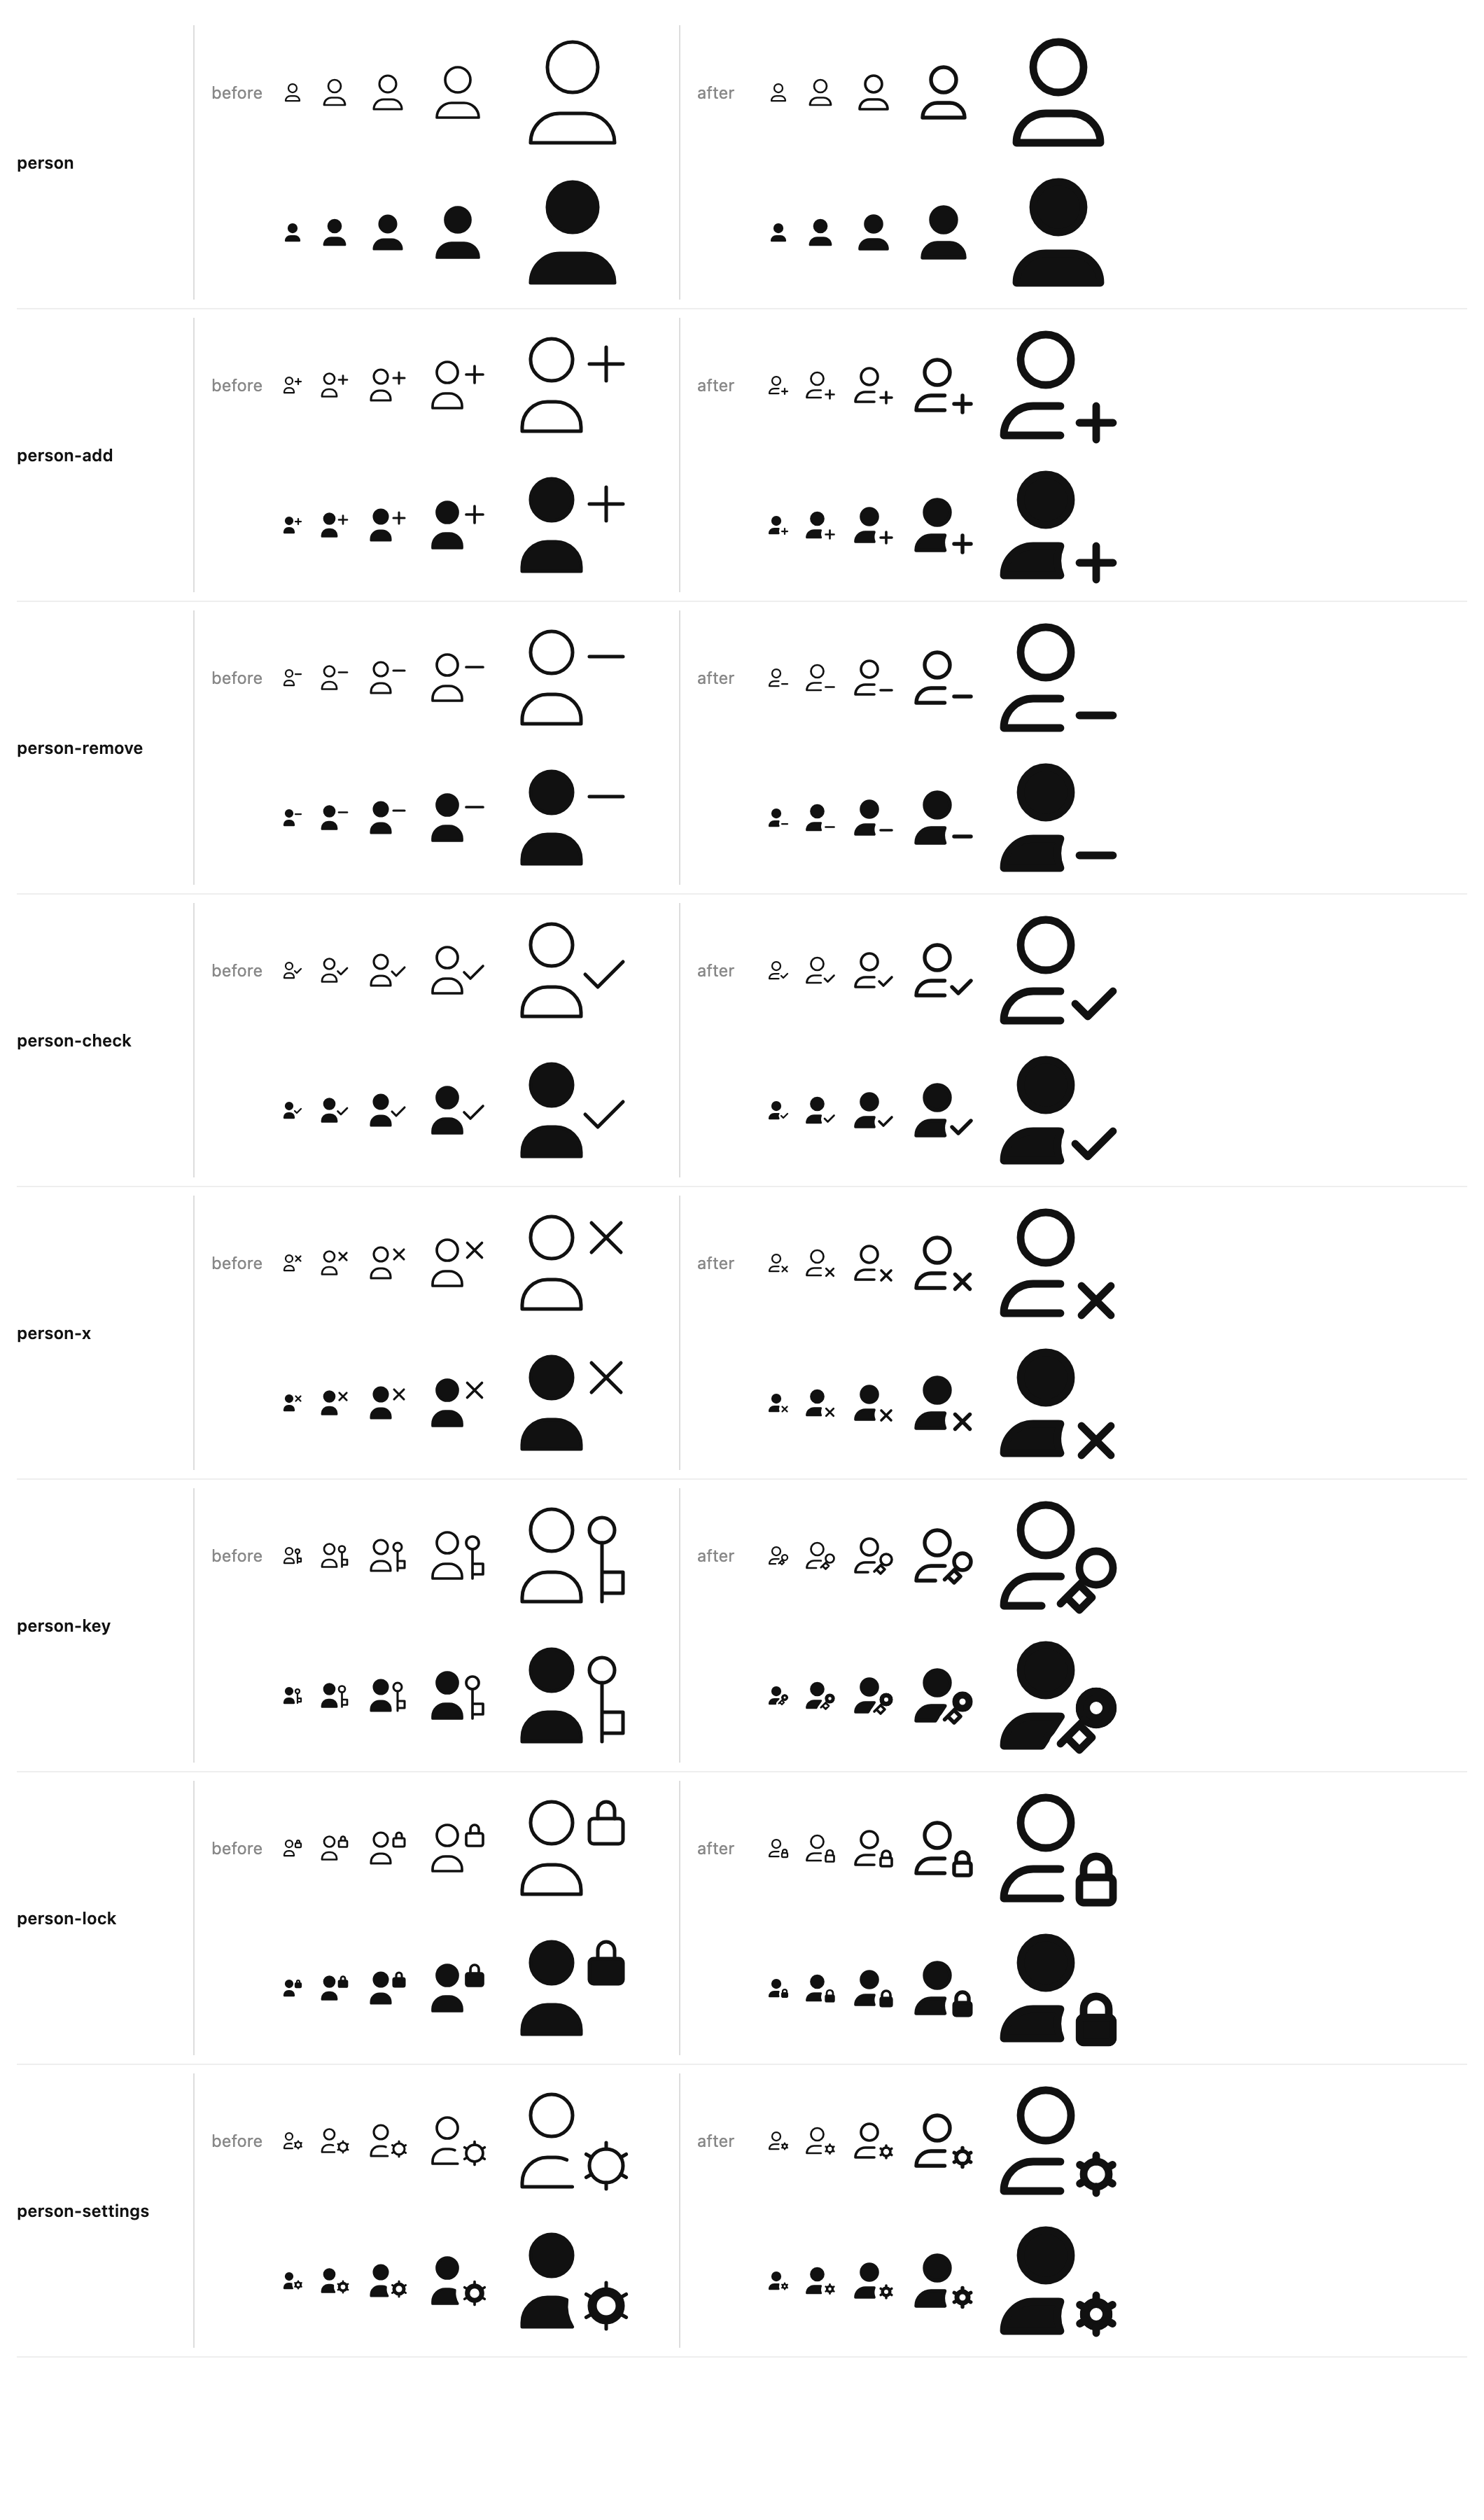 before
after
person
before
after
person-add
before
after
person-remove
before
after
person-check
before
after
person-x
before
after
person-key
before
after
person-lock
before
after
person-settings